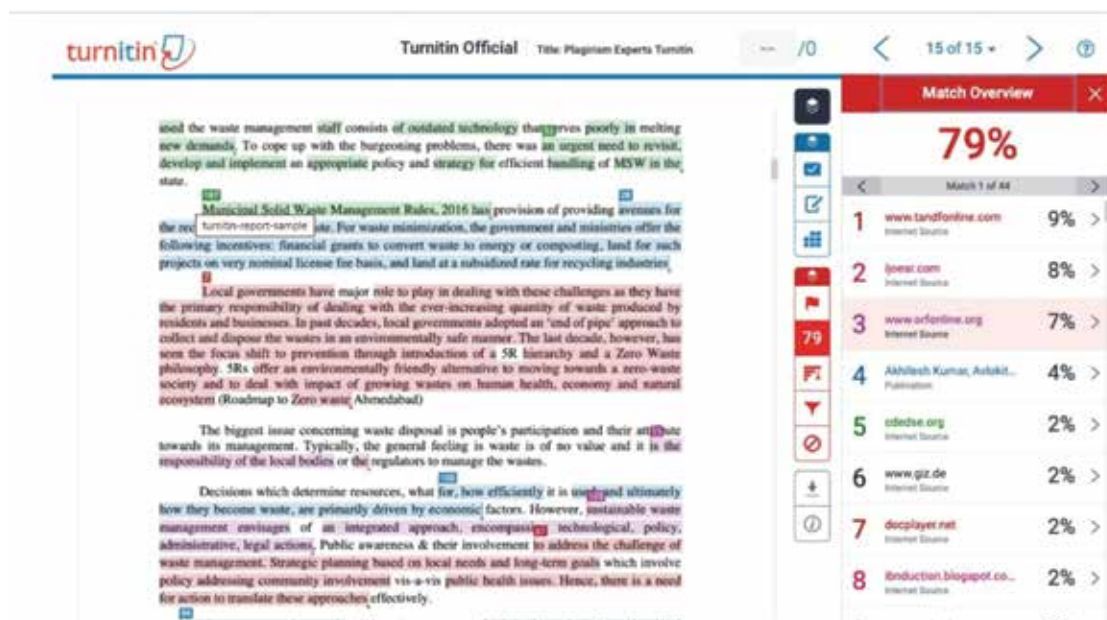 turnitin
Turnitin Official Title: Plagirism Experts Turnitin -- /0 15 of 15
Match Overview
79%
Match 1 of 44
1 www.tandfonline.com 9%
Internet Source
2 8%
Internet Source
3 www.orfonline.org 7%
Internet Source
4 Akhilesh Kumar, 4%
Publication
5 cdedse.org 2%
Internet Source
6 www.giz.de 2%
Internet Source
7 docplayer.net 2%
Internet Source
8 2%
Internet Source
79
used the waste management staff consists of outdated technology that poorly in melting
new demands. To cope up with the burgeoning problems, there was an urgent need to revisit,
develop and implement an appropriate policy and strategy for efficient handling of MSW in the
state.
Municipal Solid Waste Management Rules, 2016 has provision of providing avenues for
the For waste minimization, the government and ministries offer the
turnitin-report-sample
following incentives: financial grants to convert waste to energy or composting, land for such
projects on very nominal license fee basis, and land at a subsidized rate for recycling industries
Local governments have major role to play in dealing with these challenges as they have
the primary responsibility of dealing with the ever-increasing quantity of waste produced by
residents and businesses. In past decades, local governments adopted an 'end of pipe' approach to
collect and dispose the wastes in an environmentally safe manner. The last decade, however, has
seen the focus shift to prevention through introduction of a 5R hierarchy and a Zero Waste
philosophy. 5Rs offer an environmentally friendly alternative to moving towards a zero-waste
society and to deal with impact of growing wastes on human health, economy and natural
ecosystem (Roadmap to Zero waste Ahmedabad)
The biggest issue concerning waste disposal is people's participation and their
towards its management. Typically, the general feeling is waste is of no value and it is the
responsibility of the local bodies or the regulators to manage the wastes.
Decisions which determine resources, what for, how efficiently it is and ultimately
how they become waste, are primarily driven by economic factors. However, sustainable waste
management envisages of an integrated approach, technological, policy,
administrative, legal actions. Public awareness & their involvement to address the challenge of
waste management. Strategic planning based on local needs and long-term goals which involve
policy addressing community involvement vis-a-vis public health issues. Hence, there is a need
for action to translate these approaches effectively.